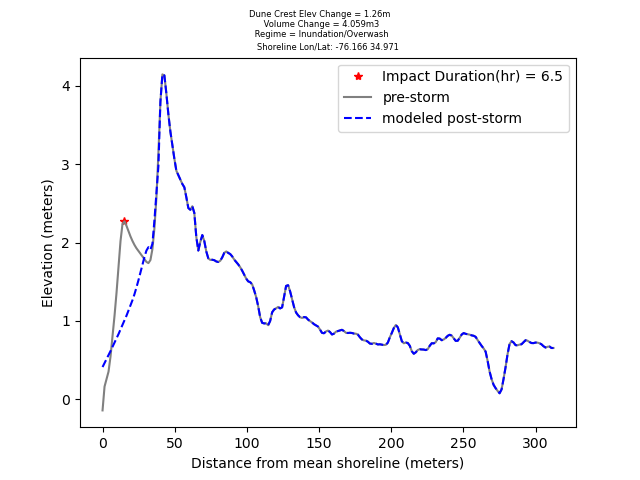 Dune Crest Elev Change = 1.26m
Volume Change = 4.059m3
Regime = Inundation/Overwash
Shoreline Lon/Lat: -76.166 34.971
Impact Duration(hr) = 6.5
pre-storm
modeled post-storm
Elevation (meters)
4
3
2
1
0
0 50 100 150 200 250 300
Distance from mean shoreline (meters)